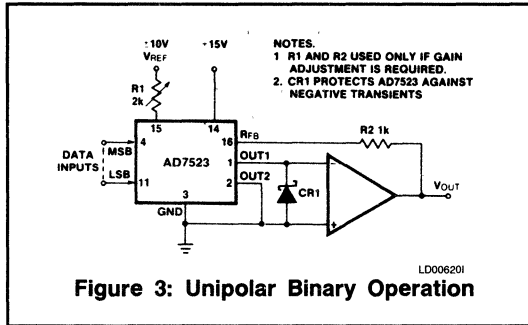 ±10V
VREF
+15V
NOTES.
1 R1 AND R2 USED ONLY IF GAIN
ADJUSTMENT IS REQUIRED.
2. CR1 PROTECTS AD7523 AGAINST
NEGATIVE TRANSIENTS
R1
2k
15
14
RFB
R2 1k
DATA
INPUTS
MSB
4
LSB
11
AD7523
16
1
OUT1
OUT2
2
3
GND
CR1
−
+
VOUT
LD00620I
Figure 3: Unipolar Binary Operation